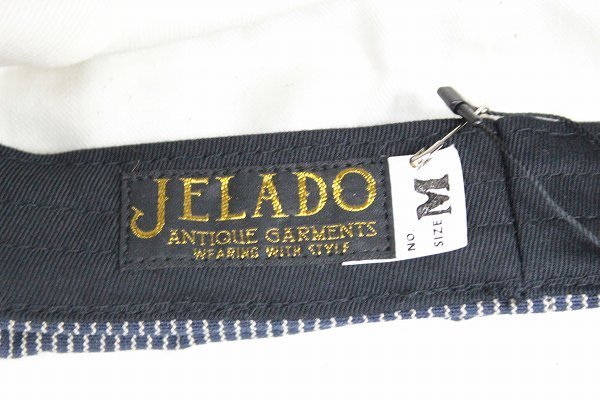 JELADO
ANTIQUE GARMENTS
WEARING WITH STYLE
NO.
SIZE M